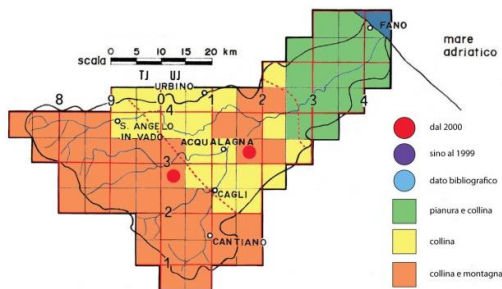 FANO
mare
adriatico
scala 0 5 10 15 20 km
TJ UJ
URBINO
8 9 0 1 2 3 4
4
S. ANGELO
IN VADO
ACQUALAGNA
3
CAGLI
2
CANTIANO
1
dal 2000
sino al 1999
dato bibliografico
pianura e collina
collina
collina e montagna